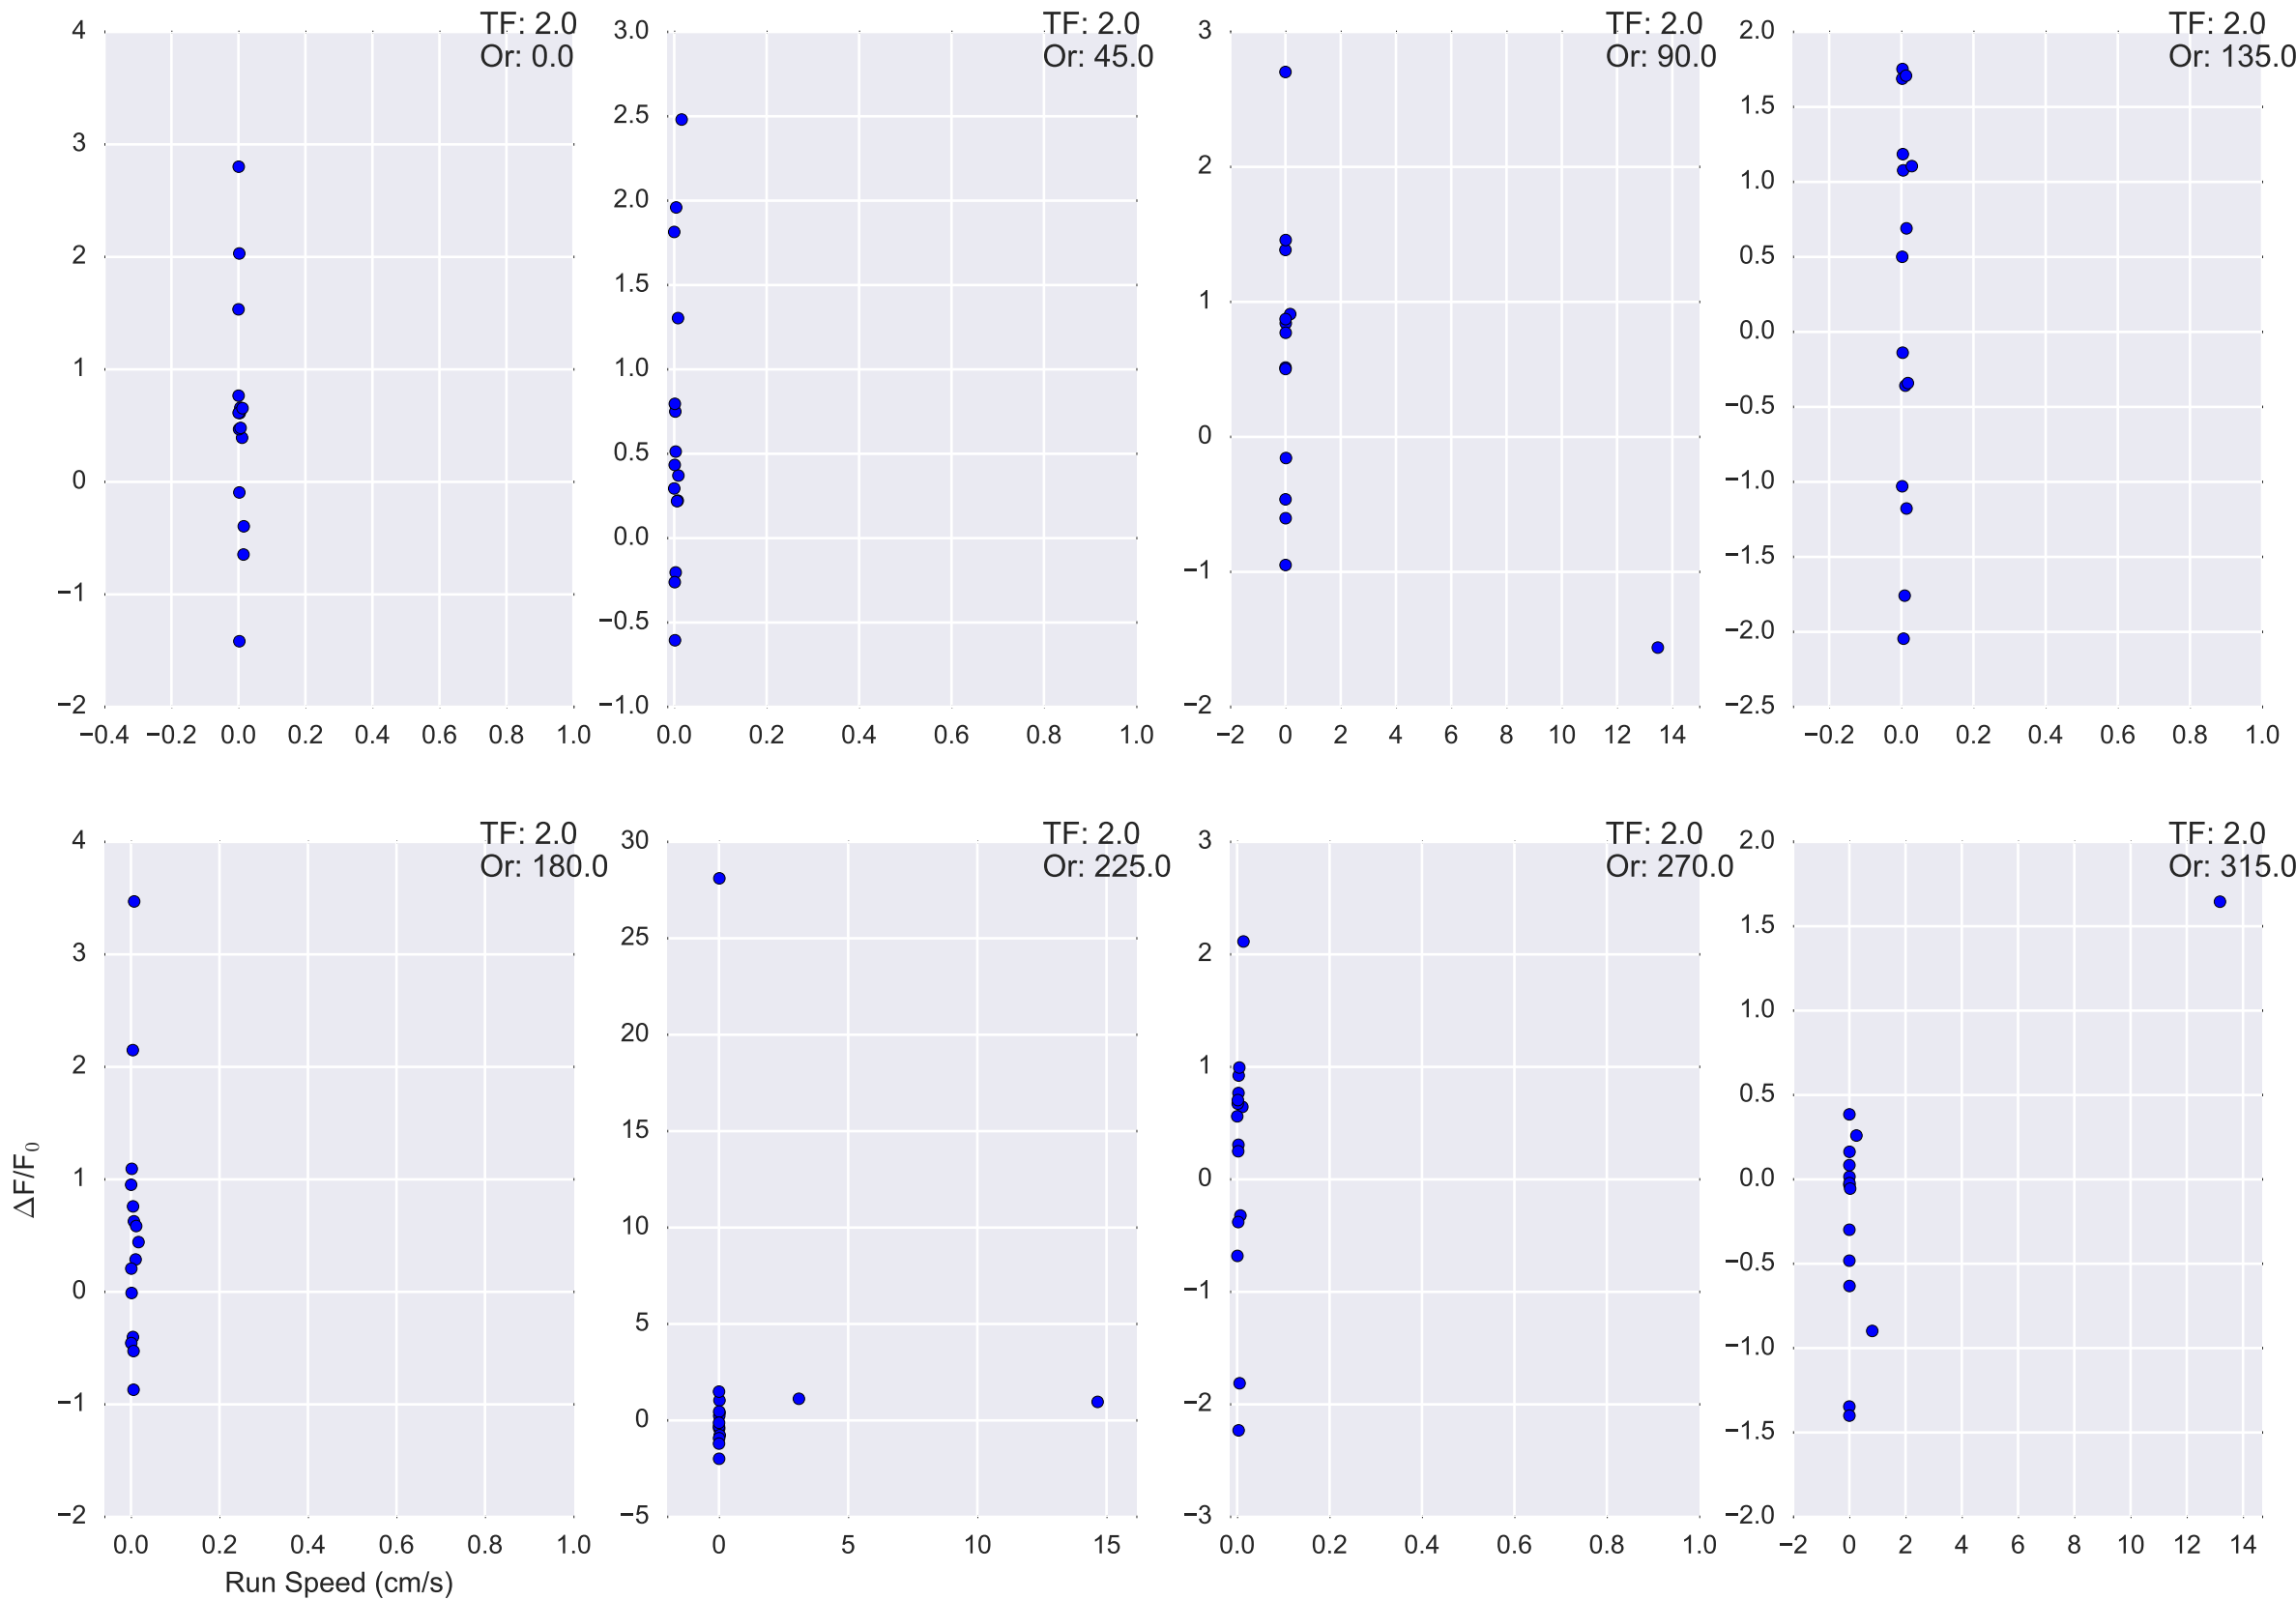 TF: 2.0
Or: 0.0
4
3
2
1
0
−1
−2
−0.4 −0.2 0.0 0.2 0.4 0.6 0.8 1.0
TF: 2.0
Or: 45.0
3.0
2.5
2.0
1.5
1.0
0.5
0.0
−0.5
−1.0
0.0 0.2 0.4 0.6 0.8 1.0
TF: 2.0
Or: 90.0
3
2
1
0
−1
−2
−2 0 2 4 6 8 10 12 14
TF: 2.0
Or: 135.0
2.0
1.5
1.0
0.5
0.0
−0.5
−1.0
−1.5
−2.0
−2.5
−0.2 0.0 0.2 0.4 0.6 0.8 1.0
TF: 2.0
Or: 180.0
4
3
2
1
0
−1
−2
ΔF/F₀
0.0 0.2 0.4 0.6 0.8 1.0
Run Speed (cm/s)
TF: 2.0
Or: 225.0
30
25
20
15
10
5
0
−5
0 5 10 15
TF: 2.0
Or: 270.0
3
2
1
0
−1
−2
−3
0.0 0.2 0.4 0.6 0.8 1.0
TF: 2.0
Or: 315.0
2.0
1.5
1.0
0.5
0.0
−0.5
−1.0
−1.5
−2.0
−2 0 2 4 6 8 10 12 14